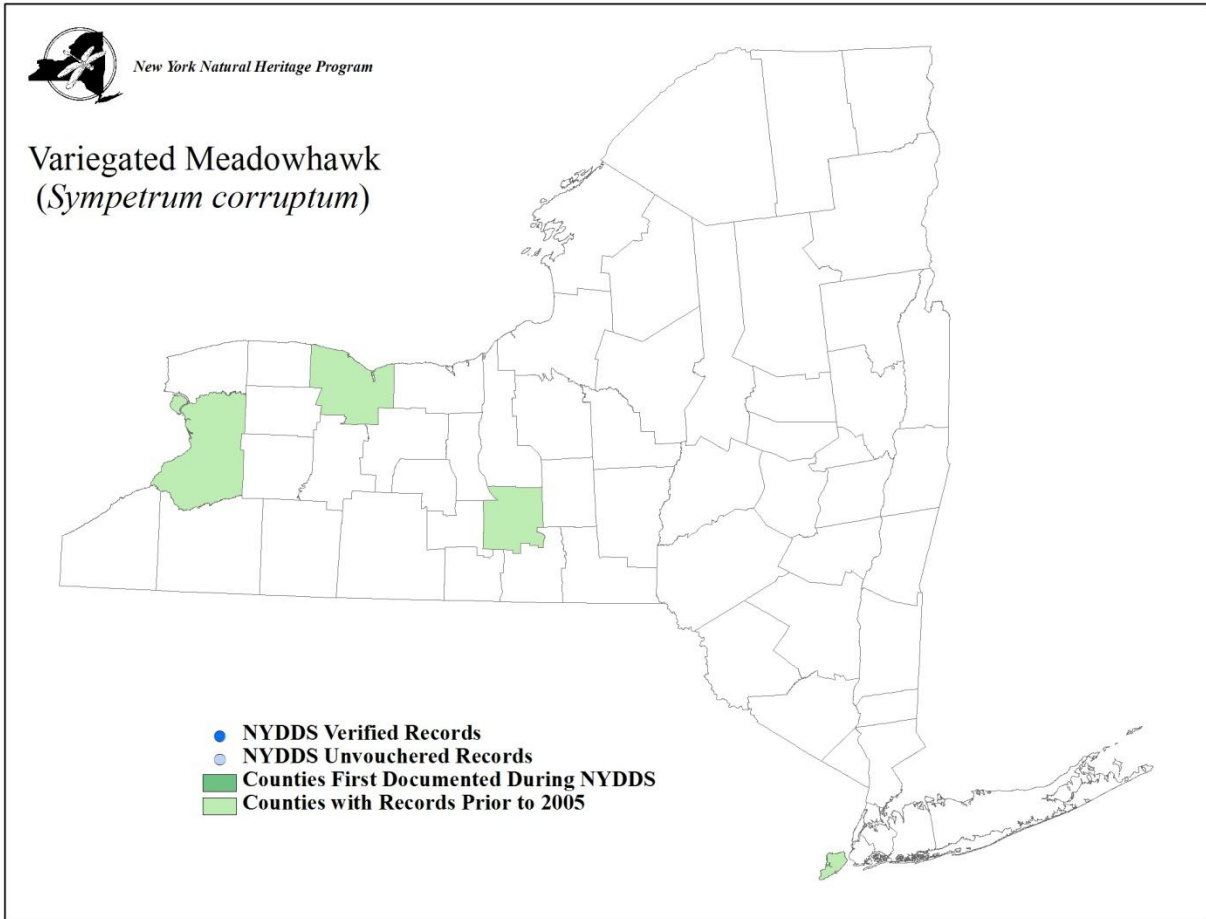 New York Natural Heritage Program
Variegated Meadowhawk
(Sympetrum corruptum)
NYDDS Verified Records
NYDDS Unvouchered Records
Counties First Documented During NYDDS
Counties with Records Prior to 2005